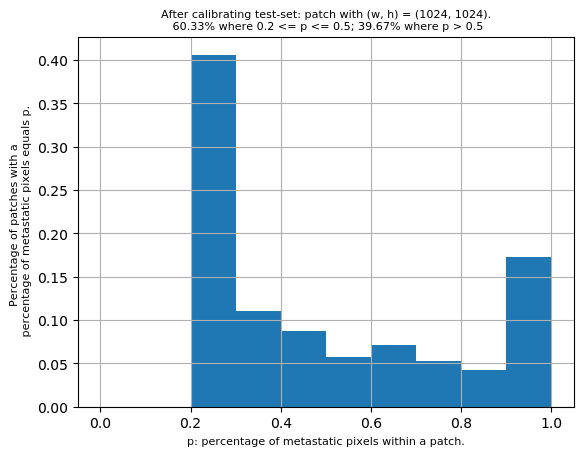 After calibrating test-set: patch with (w, h) = (1024, 1024).
60.33% where 0.2 <= p <= 0.5; 39.67% where p > 0.5
Percentage of patches with a
percentage of metastatic pixels equals p.
0.40
0.35
0.30
0.25
0.20
0.15
0.10
0.05
0.00
0.0 0.2 0.4 0.6 0.8 1.0
p: percentage of metastatic pixels within a patch.